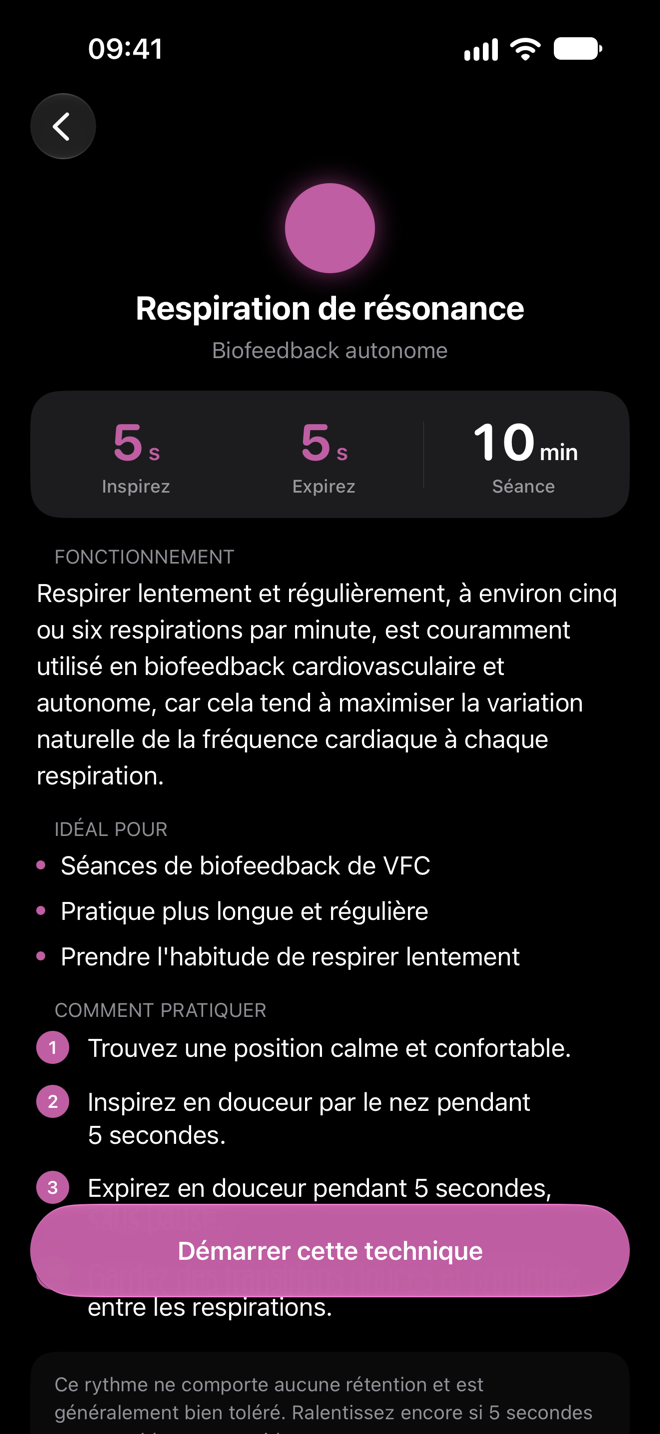 09:41
Respiration de résonance
Biofeedback autonome
5 s
Inspirez
5 s
Expirez
10 min
Séance
FONCTIONNEMENT
Respirer lentement et régulièrement, à environ cinq
ou six respirations par minute, est couramment
utilisé en biofeedback cardiovasculaire et
autonome, car cela tend à maximiser la variation
naturelle de la fréquence cardiaque à chaque
respiration.
IDÉAL POUR
Séances de biofeedback de VFC
Pratique plus longue et régulière
Prendre l'habitude de respirer lentement
COMMENT PRATIQUER
1 Trouvez une position calme et confortable.
2 Inspirez en douceur par le nez pendant
5 secondes.
3 Expirez en douceur pendant 5 secondes,
Démarrer cette technique
entre les respirations.
Ce rythme ne comporte aucune rétention et est
généralement bien toléré. Ralentissez encore si 5 secondes